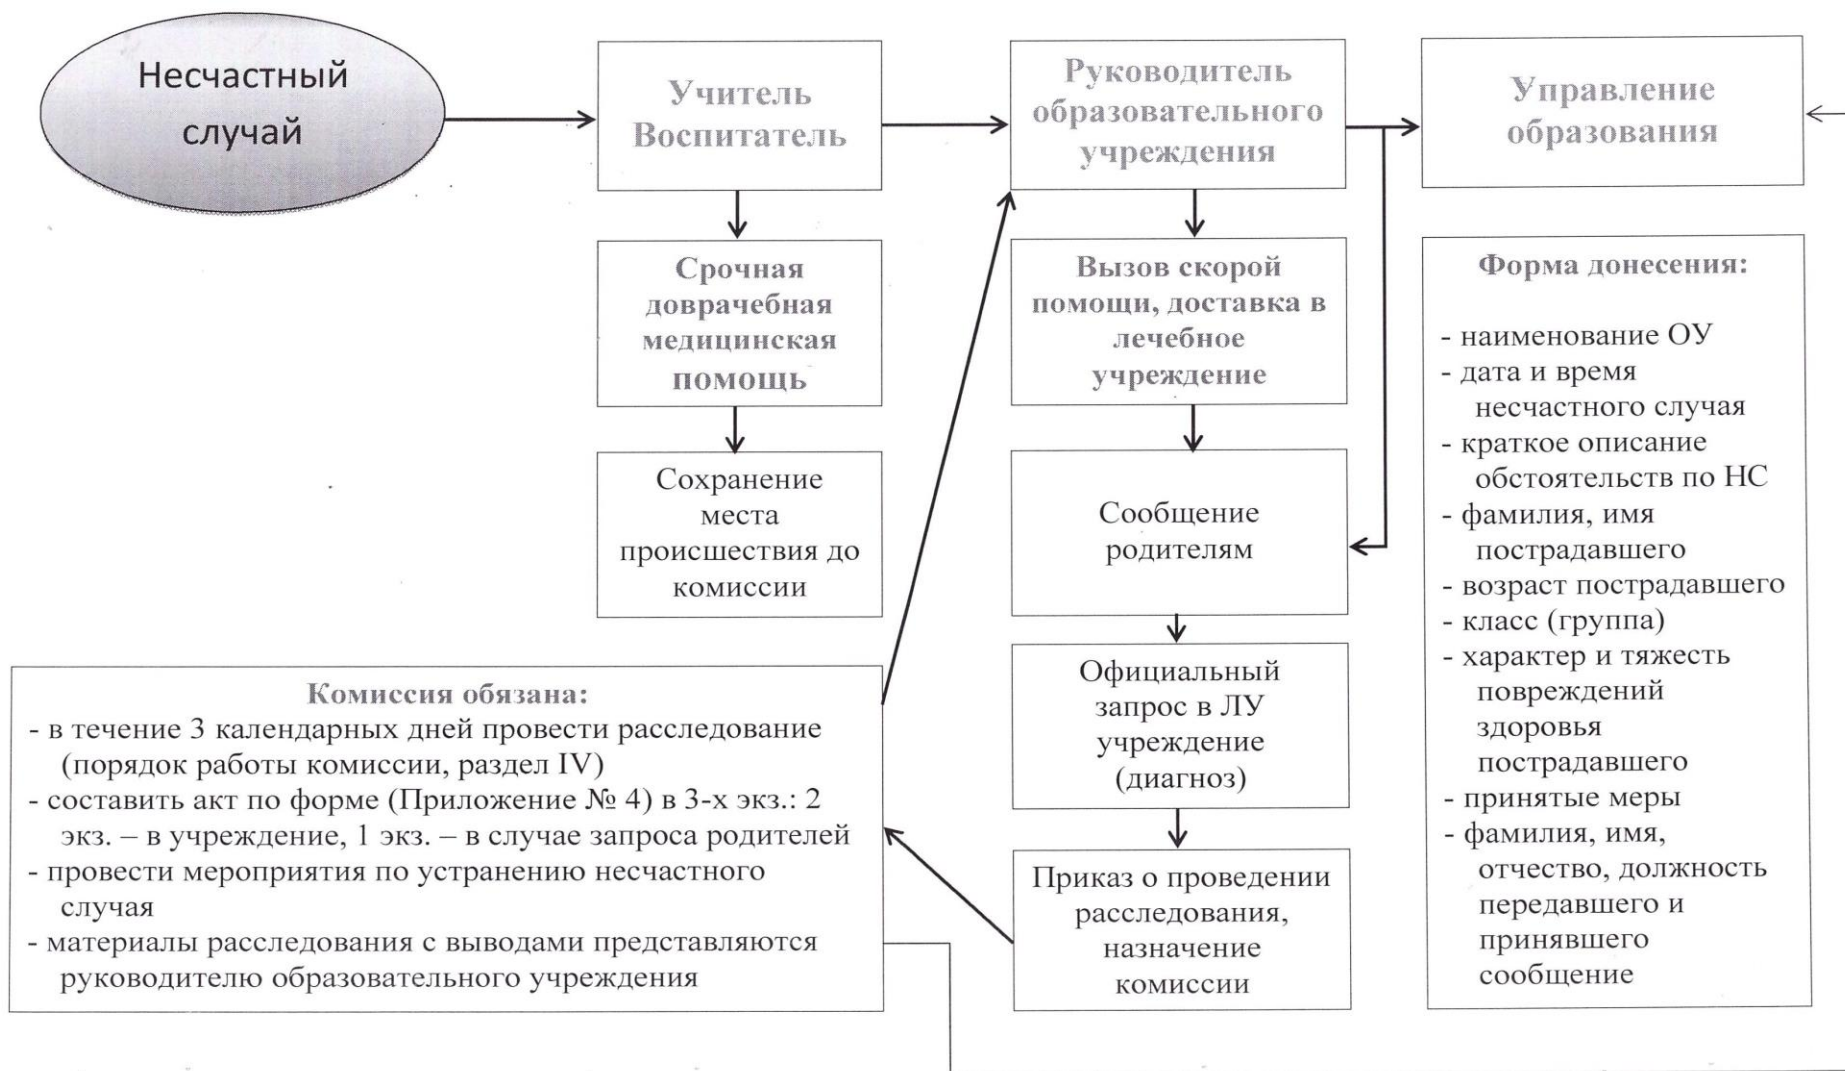 Несчастный
случай
Учитель
Воспитатель
Руководитель
образовательного
учреждения
Управление
образования
Срочная
доврачебная
медицинская
помощь
Вызов скорой
помощи, доставка в
лечебное
учреждение
Форма донесения:
- наименование ОУ
- дата и время
несчастного случая
- краткое описание
обстоятельств по НС
- фамилия, имя
пострадавшего
- возраст пострадавшего
- класс (группа)
- характер и тяжесть
повреждений
здоровья
пострадавшего
- принятые меры
- фамилия, имя,
отчество, должность
передавшего и
принявшего
сообщение
Сохранение
места
происшествия до
комиссии
Сообщение
родителям
Официальный
запрос в ЛУ
учреждение
(диагноз)
Приказ о проведении
расследования,
назначение
комиссии
Комиссия обязана:
- в течение 3 календарных дней провести расследование
(порядок работы комиссии, раздел IV)
- составить акт по форме (Приложение № 4) в 3-х экз.: 2
экз. – в учреждение, 1 экз. – в случае запроса родителей
- провести мероприятия по устранению несчастного
случая
- материалы расследования с выводами представляются
руководителю образовательного учреждения